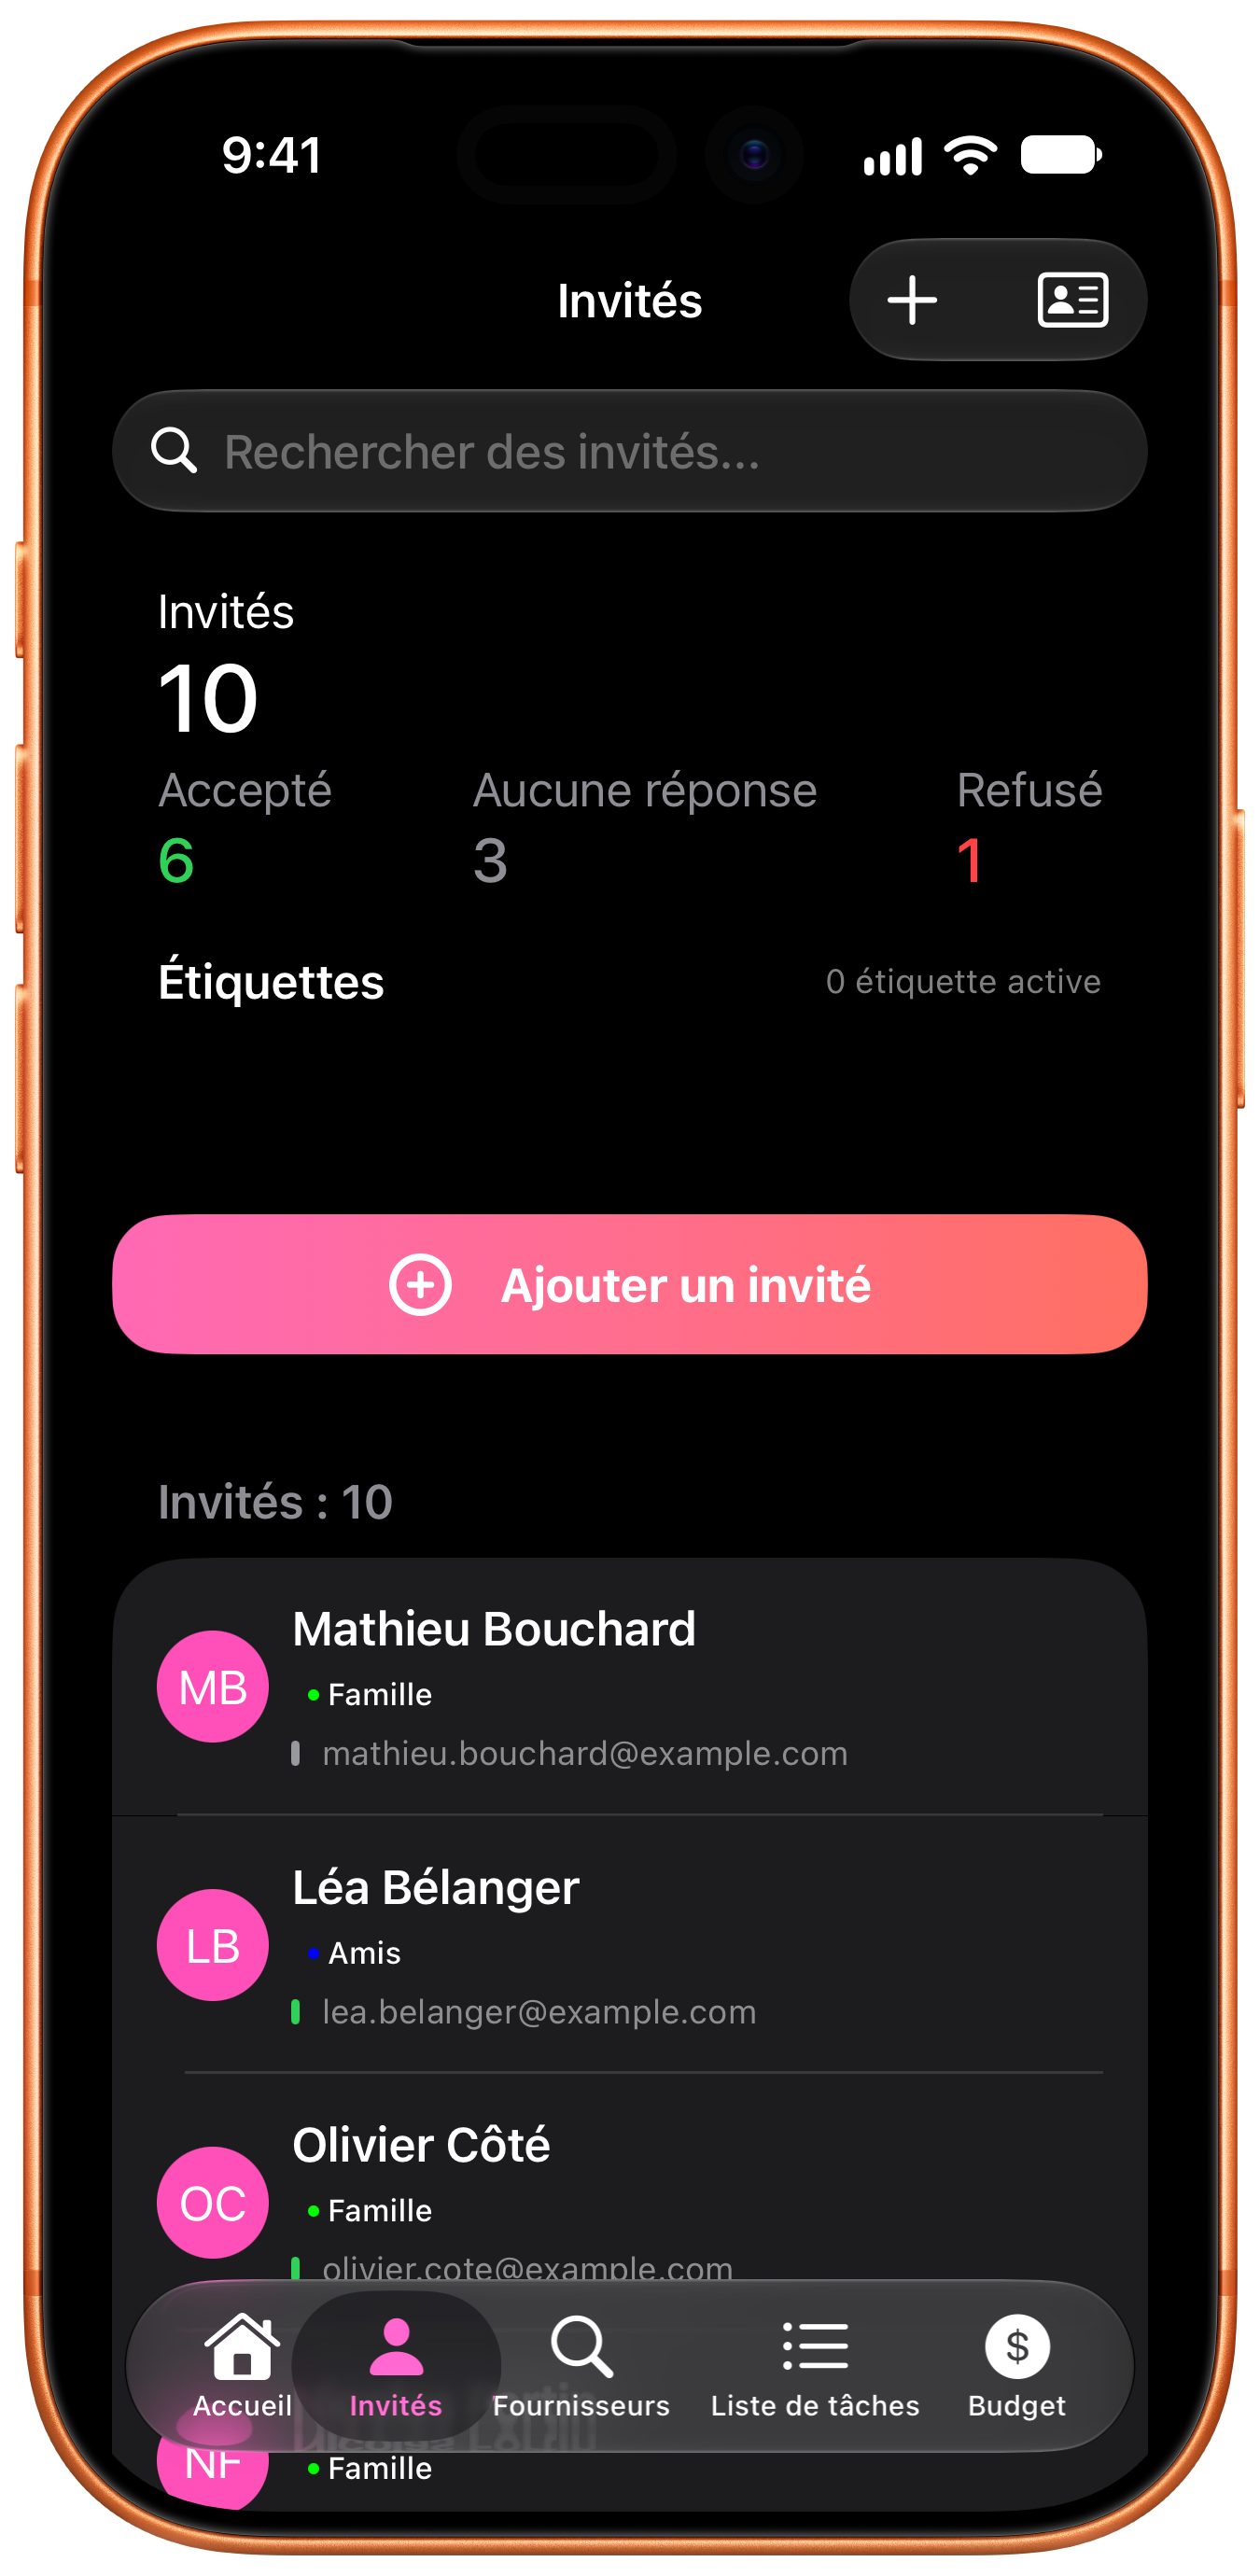 9:41
Invités
Rechercher des invités...
Invités
10
Accepté Aucune réponse Refusé
6 3 1
Étiquettes 0 étiquette active
Ajouter un invité
Invités : 10
MB
Mathieu Bouchard
Famille
mathieu.bouchard@example.com
LB
Léa Bélanger
Amis
lea.belanger@example.com
OC
Olivier Côté
Famille
olivier.cote@example.com
Accueil Invités Fournisseurs Liste de tâches Budget
NF
Famille